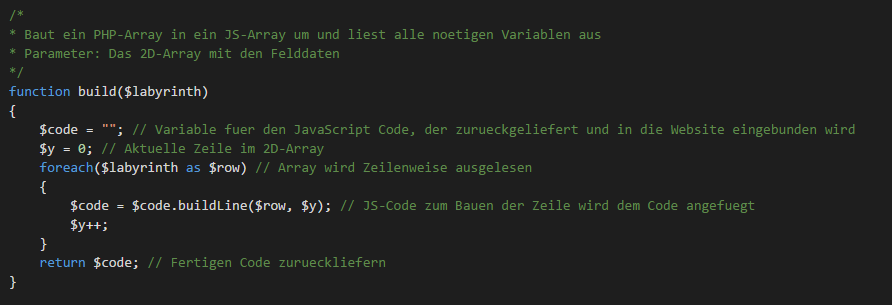 /*
* Baut ein PHP-Array in ein JS-Array um und liest alle noetigen Variablen aus
* Parameter: Das 2D-Array mit den Felddaten
*/
function build($labyrinth)
{
    $code = ""; // Variable fuer den JavaScript Code, der zurueckgeliefert und in die Website eingebunden wird
    $y = 0; // Aktuelle Zeile im 2D-Array
    foreach($labyrinth as $row) // Array wird Zeilenweise ausgelesen
    {
        $code = $code.buildLine($row, $y); // JS-Code zum Bauen der Zeile wird dem Code angefuegt
        $y++;
    }
    return $code; // Fertigen Code zurueckliefern
}